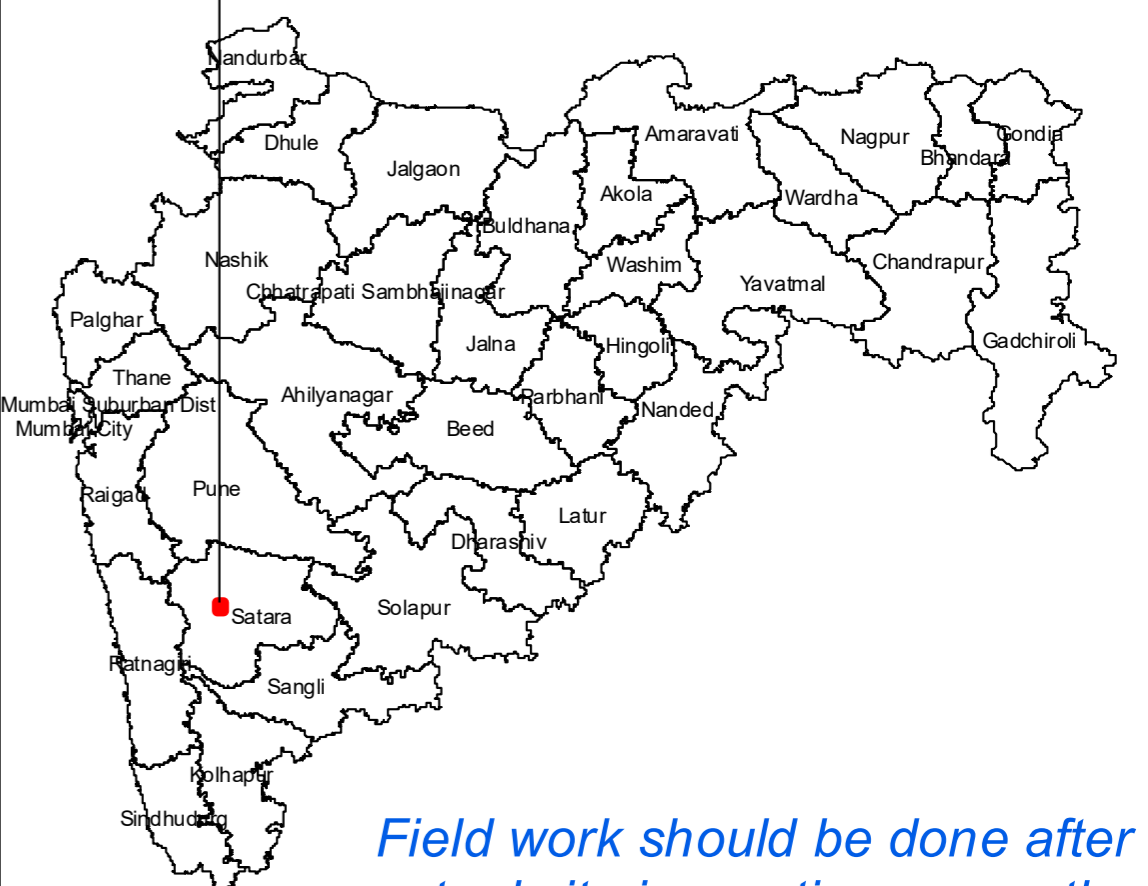 Nandurbar
Dhule
Jalgaon
Amaravati
Nagpur
Gondia
Bhandara
Akola
Wardha
Buldhana
Nashik
Washim
Chandrapur
Yavatmal
Chhatrapati Sambhajinagar
Palghar
Jalna
Hingoli
Gadchiroli
Thane
Ahilyanagar
Parbhani
Mumbai Suburban Dist
Nanded
Mumbai City
Beed
Raigad
Pune
Latur
Dharashiv
Satara
Solapur
Ratnagiri
Sangli
Kolhapur
Sindhudurg
Field work should be done after